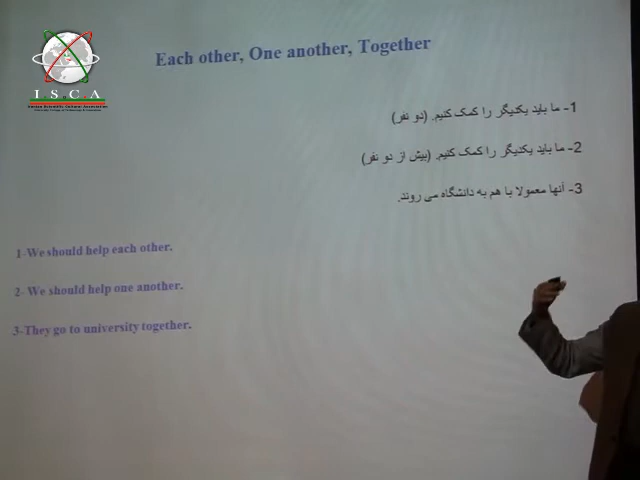 I.S.C.A
Each other, One another, Together
1- ما باید یکدیگر را کمک کنیم. (دو نفر)
2- ما باید یکدیگر را کمک کنیم. (بیش از دو نفر)
3- آنها معمولا با هم به دانشگاه می روند.
1-We should help each other.
2- We should help one another.
3-They go to university together.